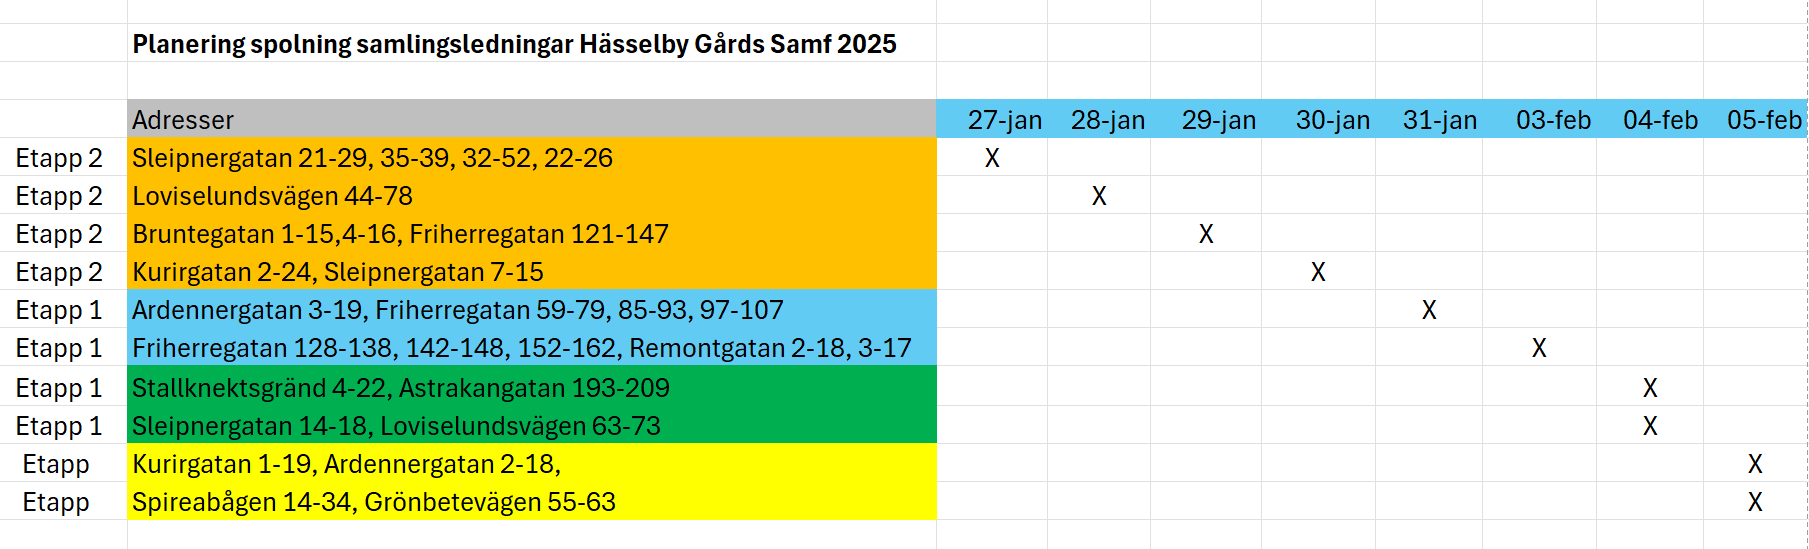 Planering spolning samlingsledningar Hässelby Gårds Samf 2025
Adresser 27-jan 28-jan 29-jan 30-jan 31-jan 03-feb 04-feb 05-feb
Etapp 2 Sleipnergatan 21-29, 35-39, 32-52, 22-26 X
Etapp 2 Loviselundsvägen 44-78 X
Etapp 2 Bruntegatan 1-15,4-16, Friherregatan 121-147 X
Etapp 2 Kurirgatan 2-24, Sleipnergatan 7-15 X
Etapp 1 Ardennergatan 3-19, Friherregatan 59-79, 85-93, 97-107 X
Etapp 1 Friherregatan 128-138, 142-148, 152-162, Remontgatan 2-18, 3-17 X
Etapp 1 Stallknektsgränd 4-22, Astrakangatan 193-209 X
Etapp 1 Sleipnergatan 14-18, Loviselundsvägen 63-73 X
Etapp Kurirgatan 1-19, Ardennergatan 2-18, X
Etapp Spireabågen 14-34, Grönbetevägen 55-63 X